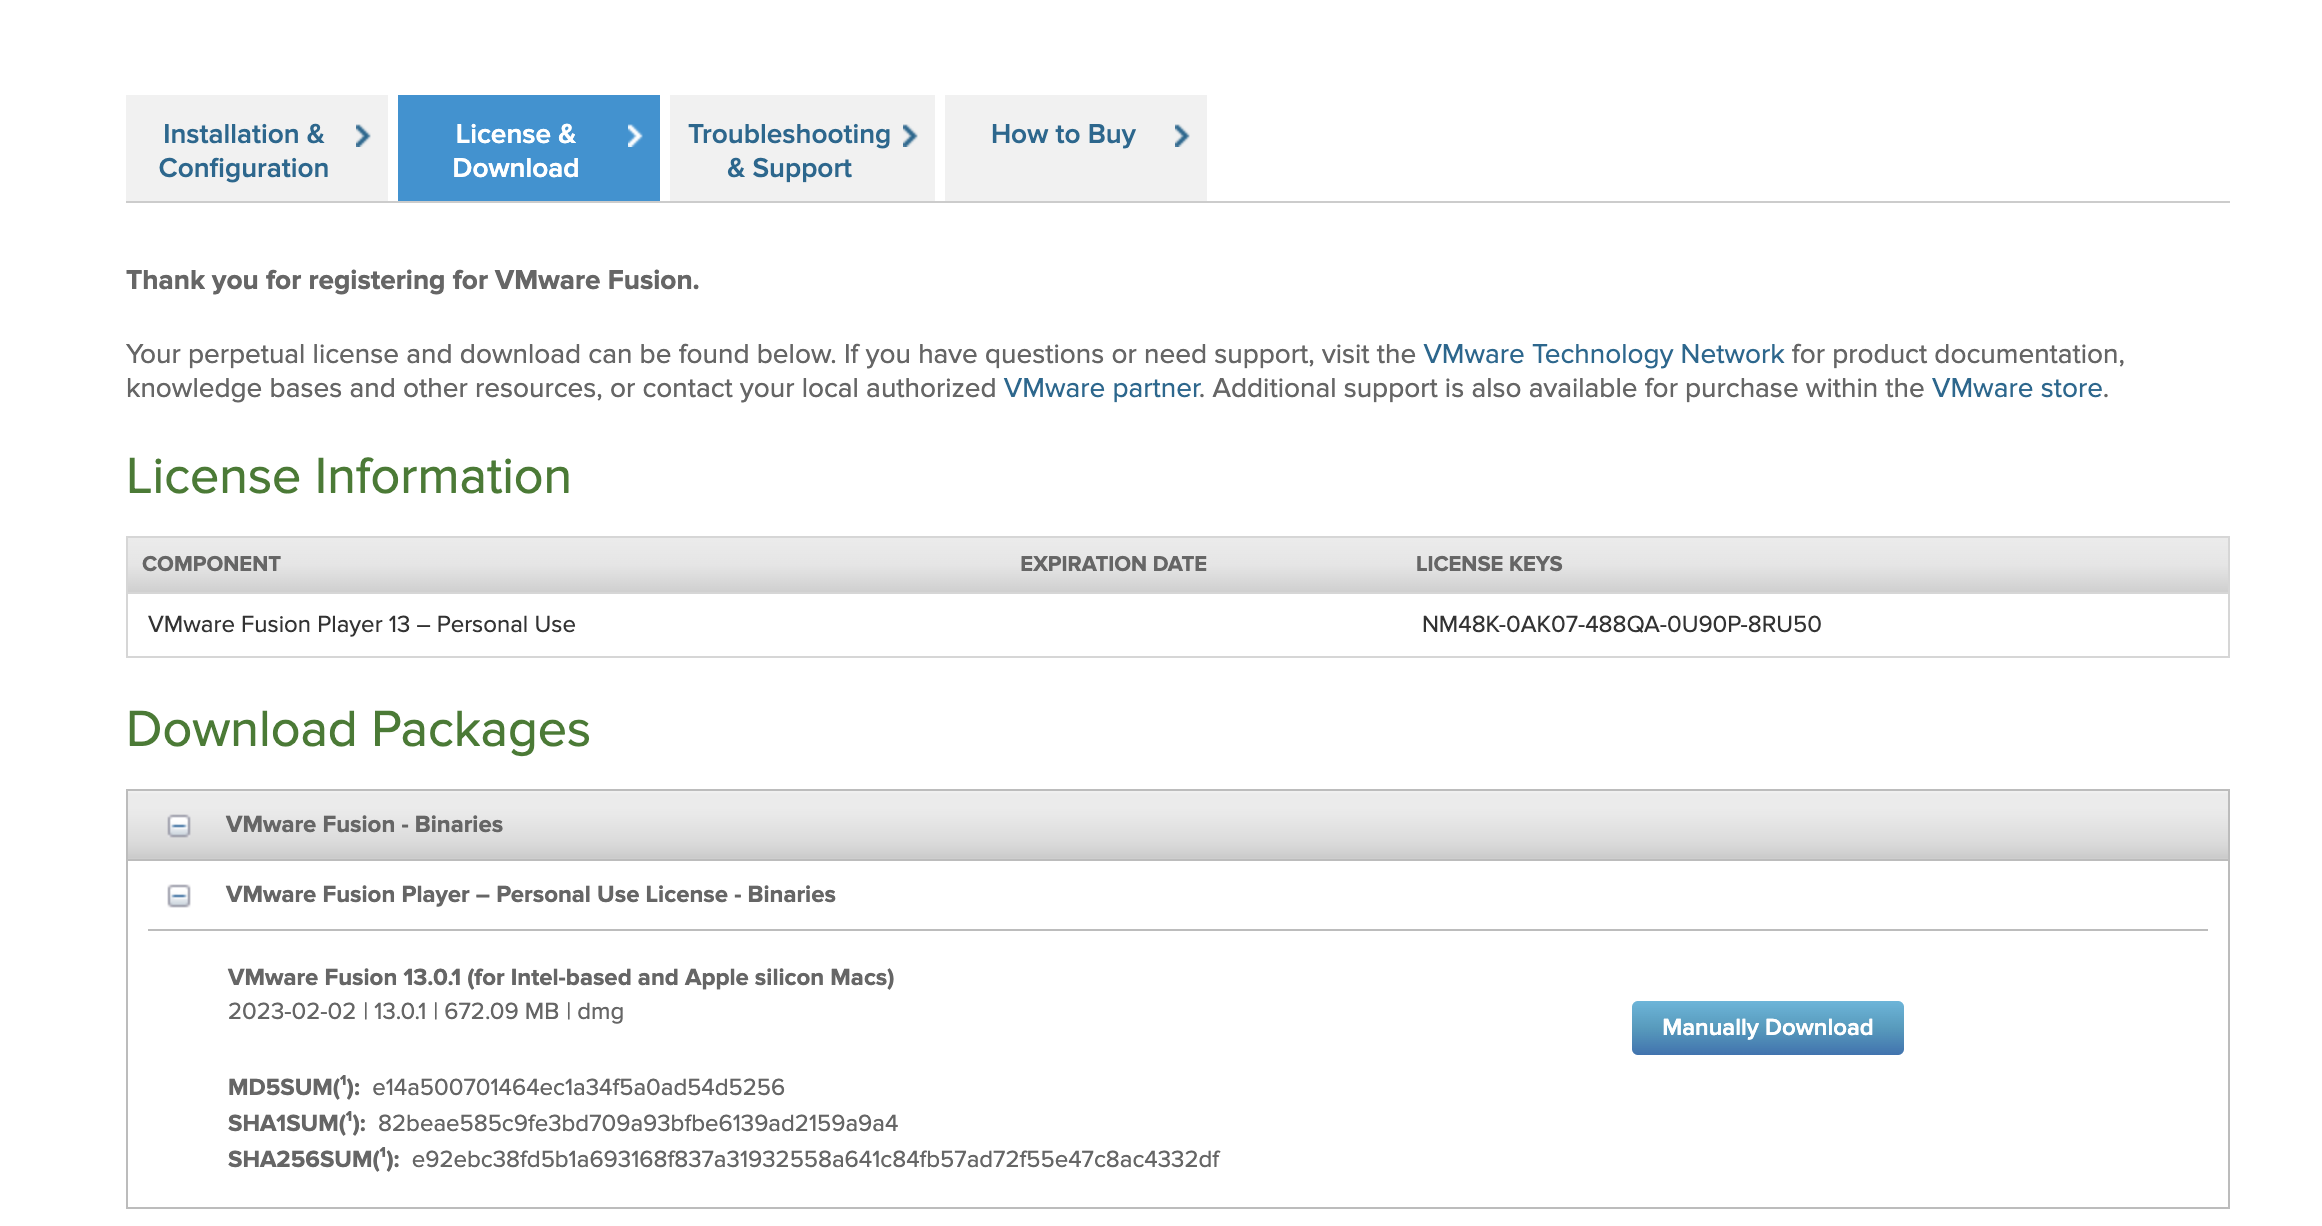 Installation &
Configuration
License &
Download
Troubleshooting
& Support
How to Buy
Thank you for registering for VMware Fusion.
Your perpetual license and download can be found below. If you have questions or need support, visit the VMware Technology Network for product documentation,
knowledge bases and other resources, or contact your local authorized VMware partner. Additional support is also available for purchase within the VMware store.
License Information
COMPONENT EXPIRATION DATE LICENSE KEYS
VMware Fusion Player 13 – Personal Use NM48K-0AK07-488QA-0U90P-8RU50
Download Packages
VMware Fusion - Binaries
VMware Fusion Player – Personal Use License - Binaries
VMware Fusion 13.0.1 (for Intel-based and Apple silicon Macs)
2023-02-02 | 13.0.1 | 672.09 MB | dmg
Manually Download
MD5SUM(¹): e14a500701464ec1a34f5a0ad54d5256
SHA1SUM(¹): 82beae585c9fe3bd709a93bfbe6139ad2159a9a4
SHA256SUM(¹): e92ebc38fd5b1a693168f837a31932558a641c84fb57ad72f55e47c8ac4332df